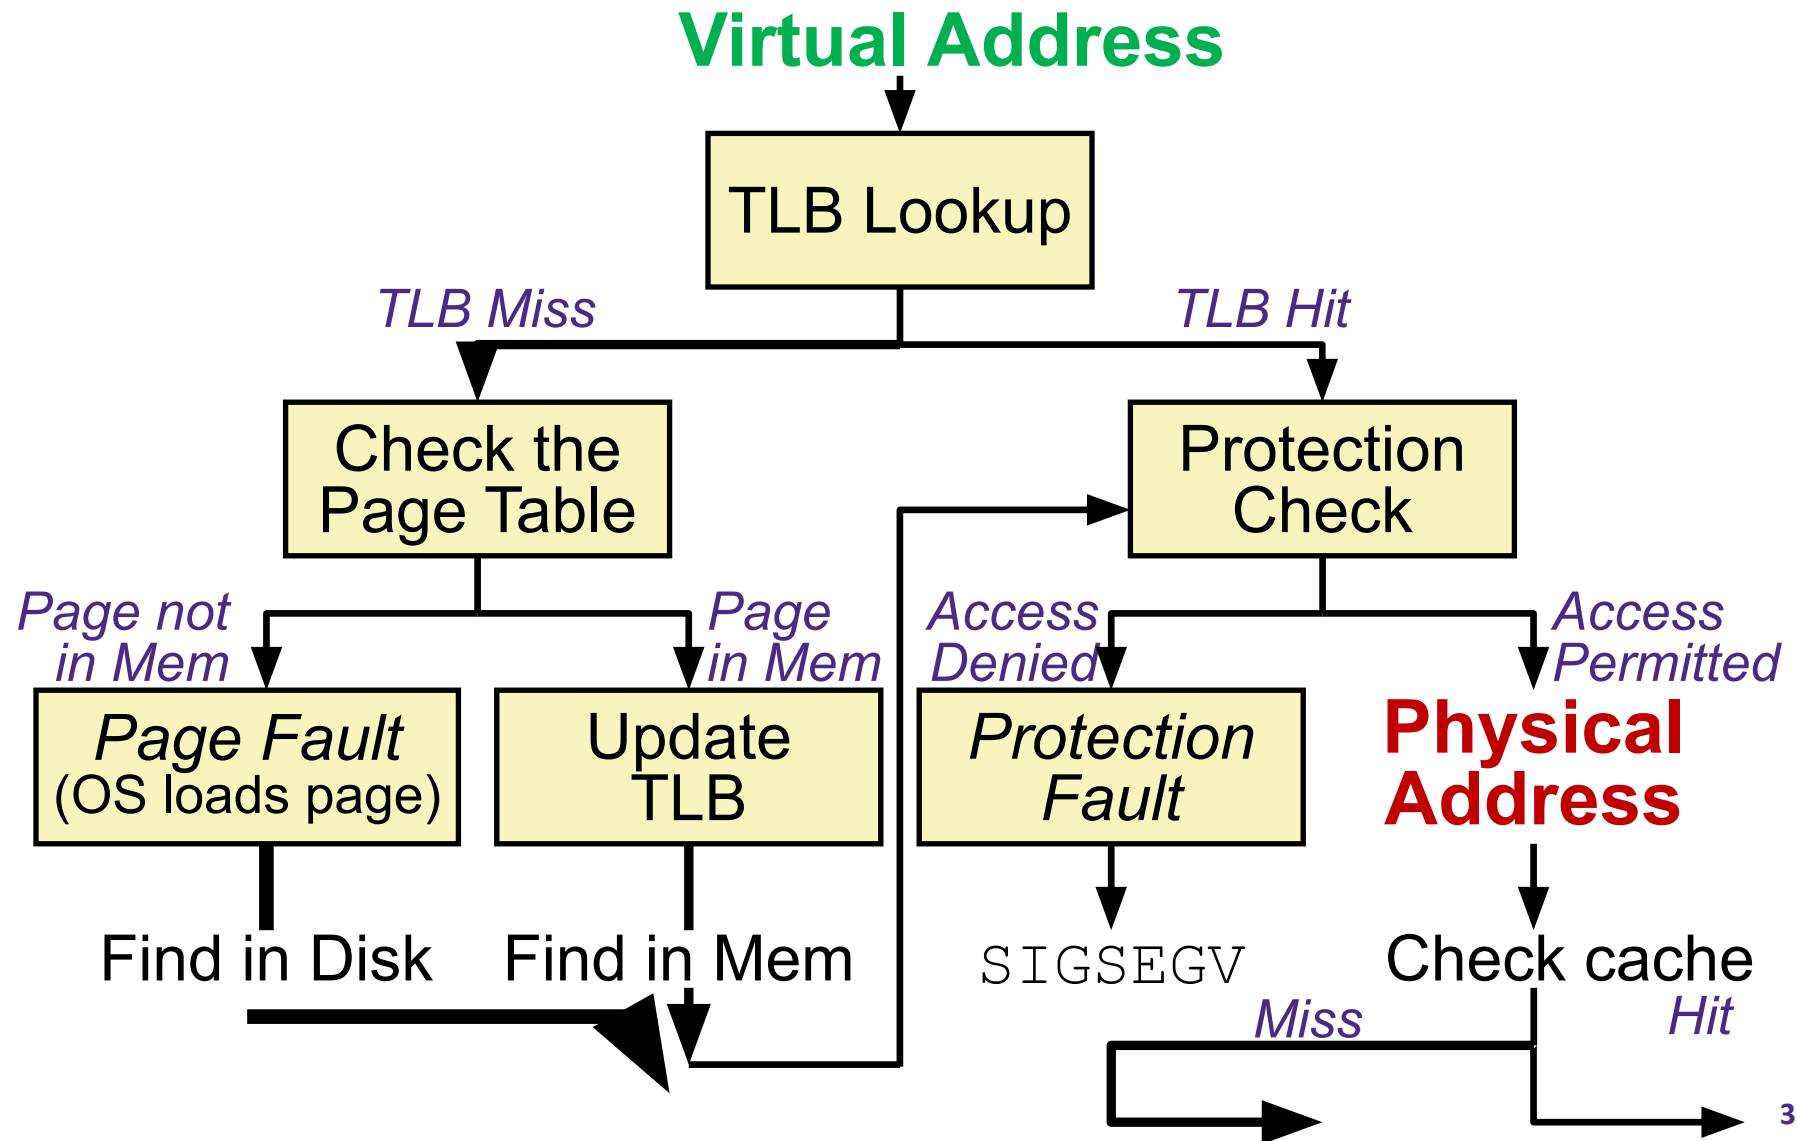 Virtual Address
TLB Lookup
TLB Miss
TLB Hit
Check the
Page Table
Protection
Check
Page not
in Mem
Page
in Mem
Access
Denied
Access
Permitted
Page Fault
(OS loads page)
Update
TLB
Protection
Fault
Physical
Address
Find in Disk
Find in Mem
SIGSEGV
Check cache
Miss
Hit
3